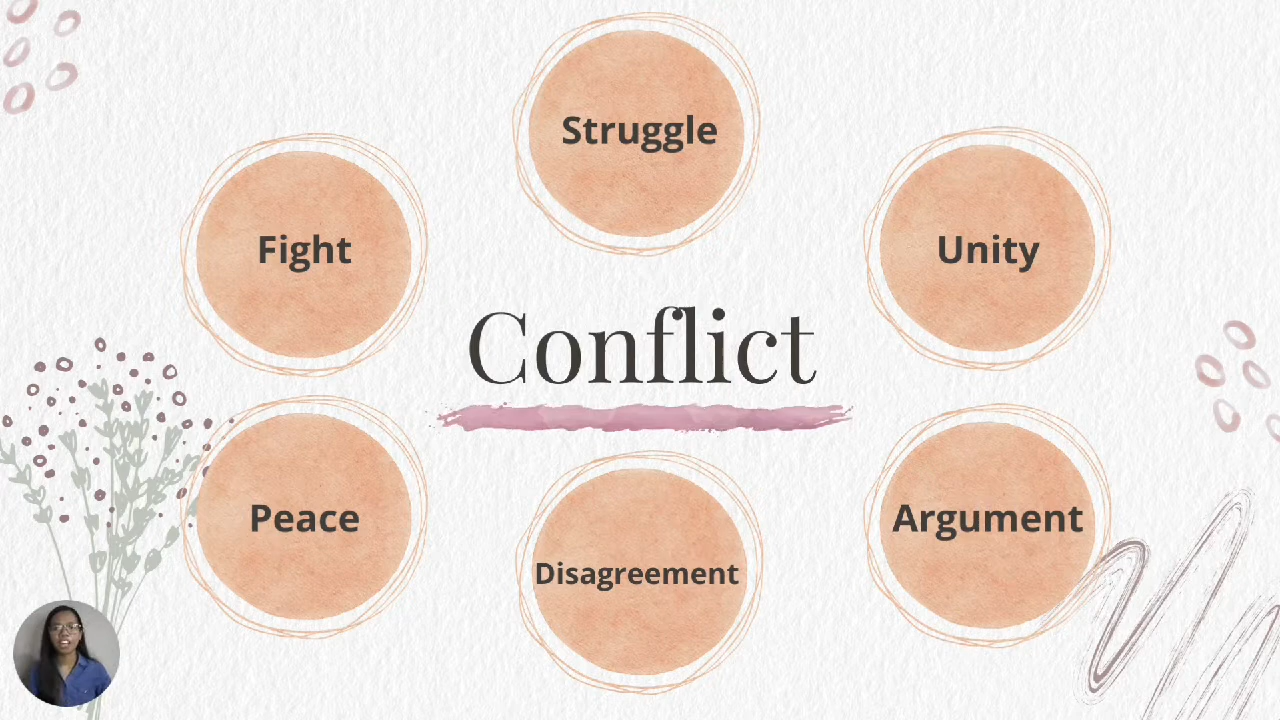 Struggle
Fight
Unity
Conflict
Peace
Disagreement
Argument